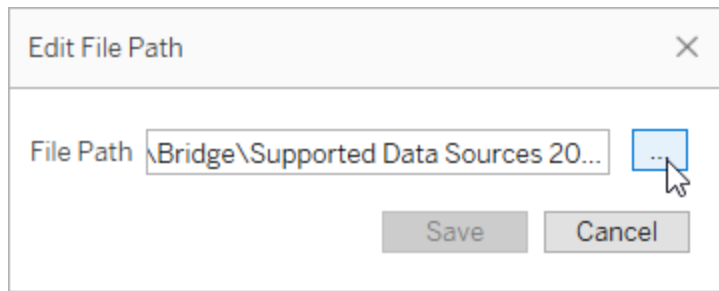 Edit File Path
File Path \Bridge\Supported Data Sources 20...
...
Save Cancel